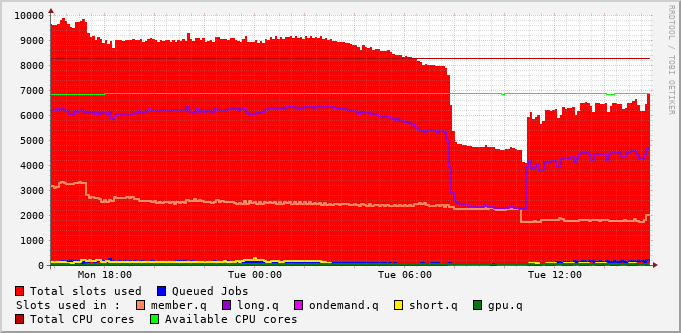 10000
9000
8000
7000
6000
5000
4000
3000
2000
1000
0
Mon 18:00 Tue 00:00 Tue 06:00 Tue 12:00
Total slots used Queued Jobs
Slots used in : member.q long.q ondemand.q short.q gpu.q
Total CPU cores Available CPU cores
RRDTOOL / TOBI OETIKER